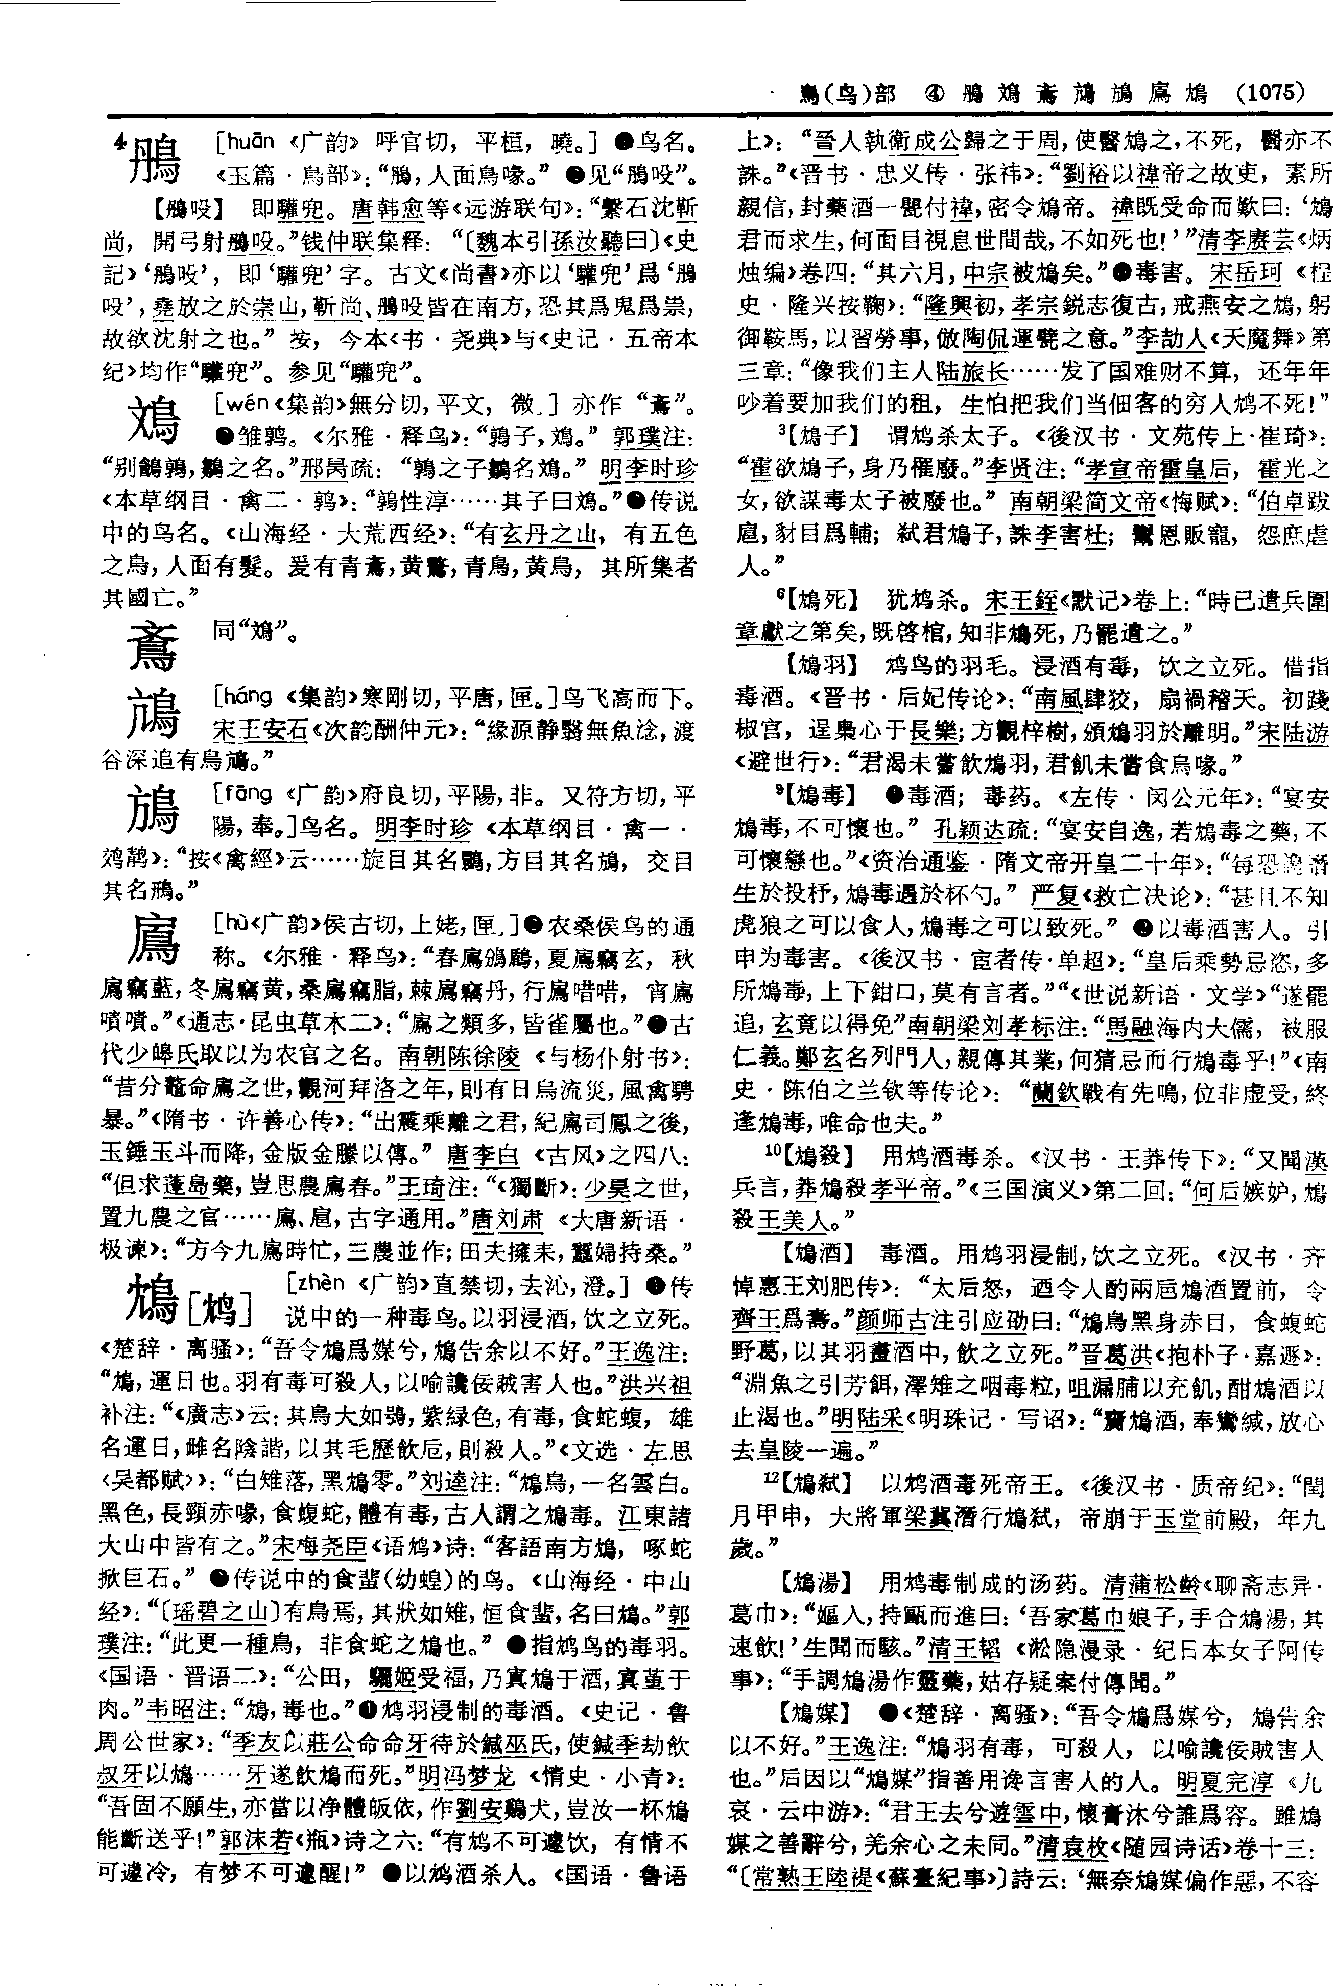 鳥(鸟)部 ④ 鴅 鳼 鴍 䲳 鴋 鳸 鴆 (1075)
4 鴅 [huān《广韵》呼官切，平桓，曉。] ❶鸟名。
《玉篇·鳥部》：“鴅，人面鳥喙。” ❷见“鴅吺”。
【鴅吺】 即驩兜。唐韩愈等《远游联句》：“繫石沈靳
尚，開弓射鴅吺。”钱仲联集释：“〔魏本引孫汝聽曰〕《史
記》‘鴅吺’，即‘驩兜’字。古文《尚書》亦以‘驩兜’爲‘鴅
吺’，堯放之於崇山，靳尚、鴅吺皆在南方，恐其爲鬼爲祟，
故欲沈射之也。” 按，今本《书·尧典》与《史记·五帝本
纪》均作“驩兜”。参见“驩兜”。
鳼 [wén《集韵》無分切，平文，微。] 亦作“鴍”。
❶雏鹑。《尔雅·释鸟》：“鶉子，鳼。” 郭璞注：
“别鷂鶉，鶵之名。”邢昺疏：“鶉之子鶵名鳼。” 明李时珍
《本草纲目·禽二·鹑》：“鶉性淳……其子曰鳼。”❷传说
中的鸟名。《山海经·大荒西经》：“有玄丹之山，有五色
之鳥，人面有髮。爰有青鴍，黄鷔，青鳥，黄鳥，其所集者
其國亡。”
鴍 同“鳼”。
䲳 [háng《集韵》寒剛切，平唐，匣。]鸟飞高而下。
宋王安石《次韵酬仲元》：“緣源静翳無魚淰，渡
谷深追有鳥䲳。”
鴋 [fāng《广韵》府良切，平陽，非。又符方切，平
陽，奉。]鸟名。明李时珍《本草纲目·禽一·
䴔䴖》：“按《禽經》云……旋目其名鸀，方目其名鴋，交目
其名鳽。”
鳸 [hù《广韵》侯古切，上姥，匣。]❶农桑侯鸟的通
称。《尔雅·释鸟》：“春鳸鳻鶥，夏鳸竊玄，秋
鳸竊藍，冬鳸竊黄，桑鳸竊脂，棘鳸竊丹，行鳸唶唶，宵鳸
嘖嘖。”《通志·昆虫草木二》：“鳸之類多，皆雀屬也。”❷古
代少皞氏取以为农官之名。南朝陈徐陵《与杨仆射书》：
“昔分鼇命鳸之世，觀河拜洛之年，則有日烏流災，風禽騁
暴。”《隋书·许善心传》：“出震乘離之君，紀鳸司鳳之後，
玉錘玉斗而降，金版金縢以傳。” 唐李白《古风》之四八：
“但求蓬島藥，豈思農鳸春。”王琦注：“《獨斷》：少昊之世，
置九農之官……鳸、扈，古字通用。”唐刘肃《大唐新语·
极谏》：“方今九鳸時忙，三農並作；田夫擁耒，蠶婦持桑。”
鴆[鸩] [zhèn《广韵》直禁切，去沁，澄。] ❶传
说中的一种毒鸟。以羽浸酒，饮之立死。
《楚辞·离骚》：“吾令鴆爲媒兮，鴆告余以不好。”王逸注：
“鴆，運日也。羽有毒可殺人，以喻讒佞賊害人也。”洪兴祖
补注：“《廣志》云：其鳥大如鴞，紫緑色，有毒，食蛇蝮，雄
名運日，雌名陰諧，以其毛歷飲卮，則殺人。”《文选·左思
〈吴都赋〉》：“白雉落，黑鴆零。”刘逵注：“鴆鳥，一名雲白。
黑色，長頸赤喙，食蝮蛇，體有毒，古人謂之鴆毒。江東諸
大山中皆有之。”宋梅尧臣《语鸩》诗：“客語南方鴆，啄蛇
掀巨石。” ❷传说中的食蜚(幼蝗)的鸟。《山海经·中山
经》：“〔瑶碧之山〕有鳥焉，其狀如雉，恒食蜚，名曰鴆。”郭
璞注：“此更一種鳥，非食蛇之鴆也。” ❸指鸩鸟的毒羽。
《国语·晋语二》：“公田，驪姬受福，乃寘鴆于酒，寘堇于
肉。”韦昭注：“鴆，毒也。”❹鸩羽浸制的毒酒。《史记·鲁
周公世家》：“季友以莊公命命牙待於鍼巫氏，使鍼季劫飲
叔牙以鴆……牙遂飲鴆而死。”明冯梦龙《情史·小青》：
“吾固不願生，亦當以净體皈依，作劉安鷄犬，豈汝一杯鴆
能斷送乎！”郭沫若《瓶》诗之六：“有鸩不可遽饮，有情不
可遽冷，有梦不可遽醒！” ❺以鸩酒杀人。《国语·鲁语
上》：“晉人執衛成公歸之于周，使醫鴆之，不死，醫亦不
誅。”《晋书·忠义传·张祎》：“劉裕以禕帝之故吏，素所
親信，封藥酒一甖付禕，密令鴆帝。禕既受命而歎曰：‘鴆
君而求生，何面目視息世間哉，不如死也！’”清李赓芸《炳
烛编》卷四：“其六月，中宗被鴆矣。”❻毒害。宋岳珂《桯
史·隆兴按鞠》：“隆興初，孝宗鋭志復古，戒燕安之鴆，躬
御鞍馬，以習勞事，倣陶侃運甓之意。”李劼人《天魔舞》第
三章：“像我们主人陆旅长……发了国难财不算，还年年
吵着要加我们的租，生怕把我们当佃客的穷人鸩不死！”
3【鴆子】 谓鸩杀太子。《後汉书·文苑传上·崔琦》：
“霍欲鴆子，身乃罹廢。”李贤注：“孝宣帝霍皇后，霍光之
女，欲謀毒太子被廢也。” 南朝梁简文帝《悔赋》：“伯卓跋
扈，豺目爲輔；弑君鴆子，誅李害杜；鬻恩販寵，怨庶虐
人。”
6【鴆死】 犹鸩杀。宋王銍《默记》卷上：“時已遣兵圍
章獻之第矣，既啓棺，知非鴆死，乃罷遣之。”
【鴆羽】 鸩鸟的羽毛。浸酒有毒，饮之立死。借指
毒酒。《晋书·后妃传论》：“南風肆狡，扇禍稽天。初踐
椒宫，逞梟心于長樂；方觀梓樹，頒鴆羽於離明。”宋陆游
《避世行》：“君渴未嘗飲鴆羽，君飢未嘗食烏喙。”
9【鴆毒】 ❶毒酒；毒药。《左传·闵公元年》：“宴安
鴆毒，不可懷也。” 孔颖达疏：“宴安自逸，若鴆毒之藥，不
可懷戀也。”《资治通鉴·隋文帝开皇二十年》：“每恐讒譖
生於投杼，鴆毒遇於杯勺。” 严复《救亡决论》：“甚且不知
虎狼之可以食人，鴆毒之可以致死。” ❷以毒酒害人。引
申为毒害。《後汉书·宦者传·单超》：“皇后乘勢忌恣，多
所鴆毒，上下鉗口，莫有言者。”“《世说新语·文学》“遂罷
追，玄竟以得免”南朝梁刘孝标注：“馬融海内大儒，被服
仁義。鄭玄名列門人，親傳其業，何猜忌而行鴆毒乎！”《南
史·陈伯之兰钦等传论》：“蘭欽戰有先鳴，位非虚受，終
逢鴆毒，唯命也夫。”
10【鴆殺】 用鸩酒毒杀。《汉书·王莽传下》：“又聞漢
兵言，莽鴆殺孝平帝。”《三国演义》第二回：“何后嫉妒，鴆
殺王美人。”
【鴆酒】 毒酒。用鸩羽浸制，饮之立死。《汉书·齐
悼惠王刘肥传》：“太后怒，迺令人酌兩卮鴆酒置前，令
齊王爲壽。”颜师古注引应劭曰：“鴆鳥黑身赤目，食蝮蛇
野葛，以其羽畫酒中，飲之立死。”晋葛洪《抱朴子·嘉遯》：
“淵魚之引芳餌，澤雉之咽毒粒，咀漏脯以充飢，酣鴆酒以
止渴也。”明陆采《明珠记·写诏》：“齎鴆酒，奉鸞緘，放心
去皇陵一遍。”
12【鴆弑】 以鸩酒毒死帝王。《後汉书·质帝纪》：“閏
月甲申，大將軍梁冀潛行鴆弑，帝崩于玉堂前殿，年九
歲。”
【鴆湯】 用鸩毒制成的汤药。清蒲松龄《聊斋志异·
葛巾》：“嫗入，持甌而進曰：‘吾家葛巾娘子，手合鴆湯，其
速飲！’生聞而駭。”清王韬《淞隐漫录·纪日本女子阿传
事》：“手調鴆湯作靈藥，姑存疑案付傳聞。”
【鴆媒】 ❶《楚辞·离骚》：“吾令鴆爲媒兮，鴆告余
以不好。”王逸注：“鴆羽有毒，可殺人，以喻讒佞賊害人
也。”后因以“鴆媒”指善用谗言害人的人。明夏完淳《九
哀·云中游》：“君王去兮遊雲中，懷膏沐兮誰爲容。雖鴆
媒之善辭兮，羌余心之未同。”清袁枚《随园诗话》卷十三：
“〔常熟王陸禔《蘇臺紀事》〕詩云：‘無奈鴆媒偏作惡，不容